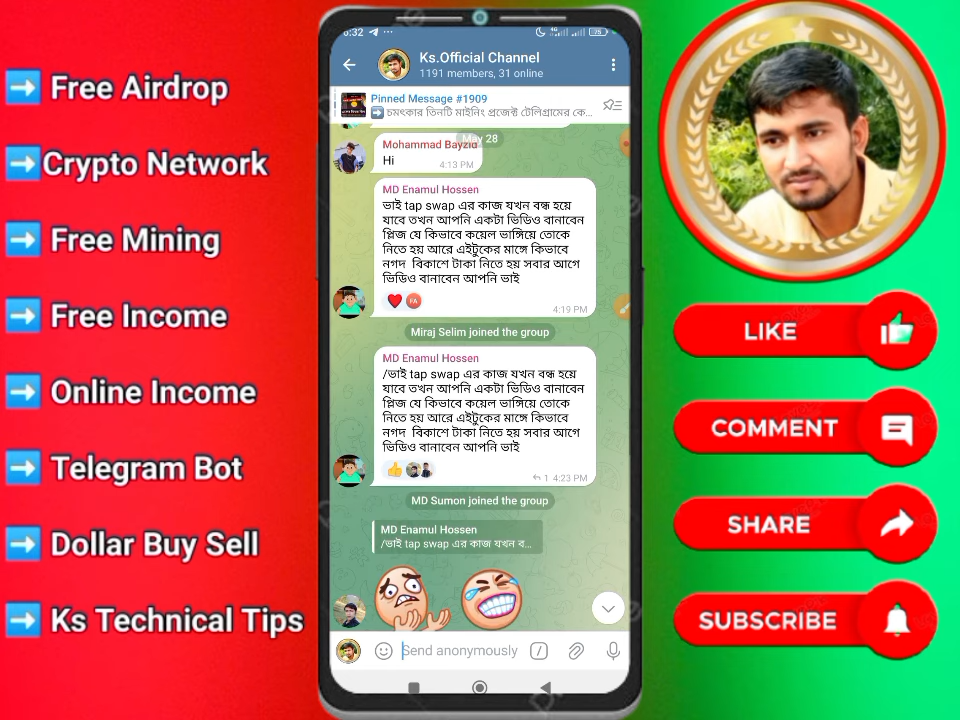 Free Airdrop
Crypto Network
Free Mining
Free Income
Online Income
Telegram Bot
Dollar Buy Sell
Ks Technical Tips
:32
4G
Ks.Official Channel
1191 members, 31 online
Pinned Message #1909
চমৎকার তিনটি মাইনিং প্রজেক্ট টেলিগ্রামের কে...
May 28
Mohammad Bayzid
Hi
4:13 PM
MD Enamul Hossen
ভাই tap swap এর কাজ যখন বন্ধ হয়ে
যাবে তখন আপনি একটা ভিডিও বানাবেন
প্লিজ যে কিভাবে কয়েল ভাঙ্গিয়ে তোকে
নিতে হয় আরে এইটুকের মাঙ্গে কিভাবে
নগদ বিকাশে টাকা নিতে হয় সবার আগে
ভিডিও বানাবেন আপনি ভাই
FA
4:19 PM
Miraj Selim joined the group
MD Enamul Hossen
/ভাই tap swap এর কাজ যখন বন্ধ হয়ে
যাবে তখন আপনি একটা ভিডিও বানাবেন
প্লিজ যে কিভাবে কয়েল ভাঙ্গিয়ে তোকে
নিতে হয় আরে এইটুকের মাঙ্গে কিভাবে
নগদ বিকাশে টাকা নিতে হয় সবার আগে
ভিডিও বানাবেন আপনি ভাই
1 4:23 PM
MD Sumon joined the group
MD Enamul Hossen
/ভাই tap swap এর কাজ যখন ব...
Send anonymously
LIKE
COMMENT
SHARE
SUBSCRIBE